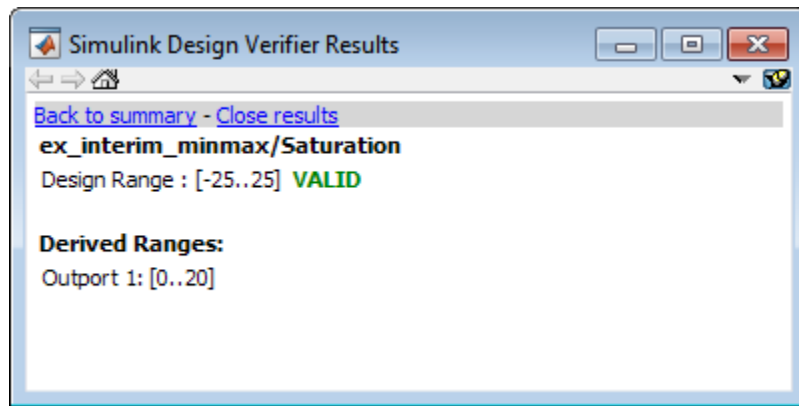 Simulink Design Verifier Results
Back to summary - Close results
ex_interim_minmax/Saturation
Design Range : [-25..25] VALID
Derived Ranges:
Outport 1: [0..20]